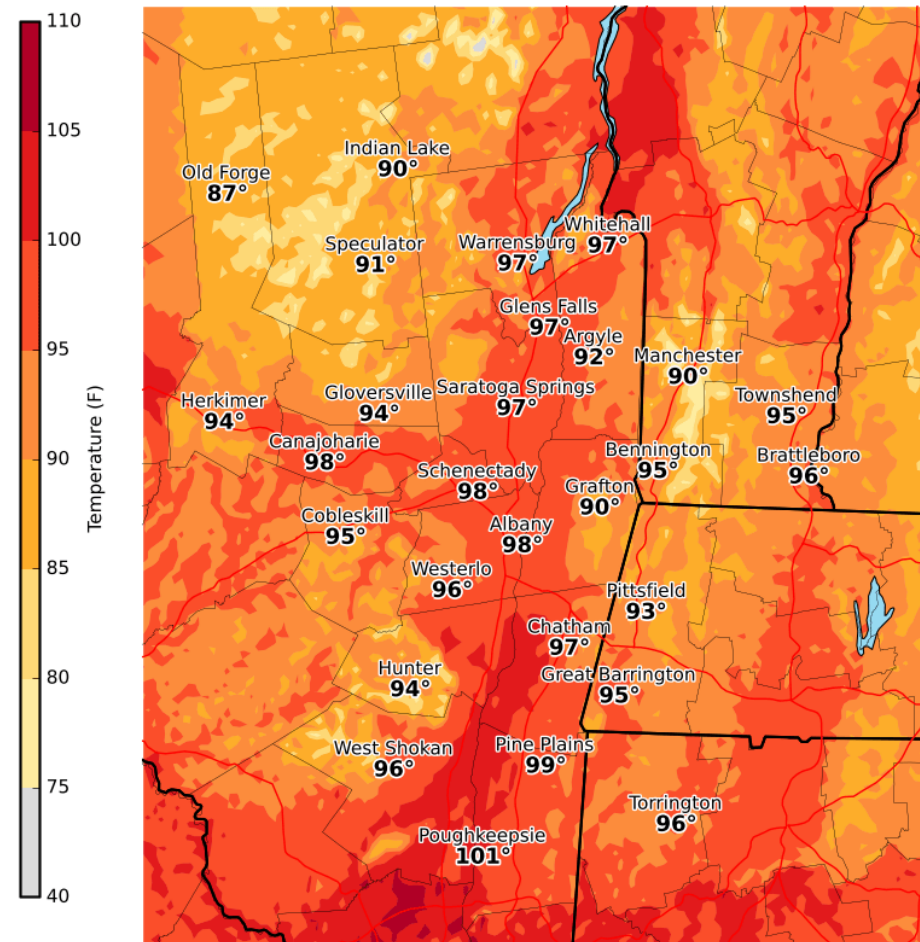 110
105
100
95
90
85
80
75
40
Temperature (F)
Indian Lake
90°
Old Forge
87°
Whitehall
97°
Speculator
91°
Warrensburg
97°
Glens Falls
97°
Argyle
92°
Manchester
90°
Gloversville
94°
Saratoga Springs
97°
Townshend
95°
Herkimer
94°
Canajoharie
98°
Bennington
95°
Brattleboro
96°
Schenectady
98°
Grafton
90°
Cobleskill
95°
Albany
98°
Westerlo
96°
Pittsfield
93°
Chatham
97°
Hunter
94°
Great Barrington
95°
West Shokan
96°
Pine Plains
99°
Torrington
96°
Poughkeepsie
101°